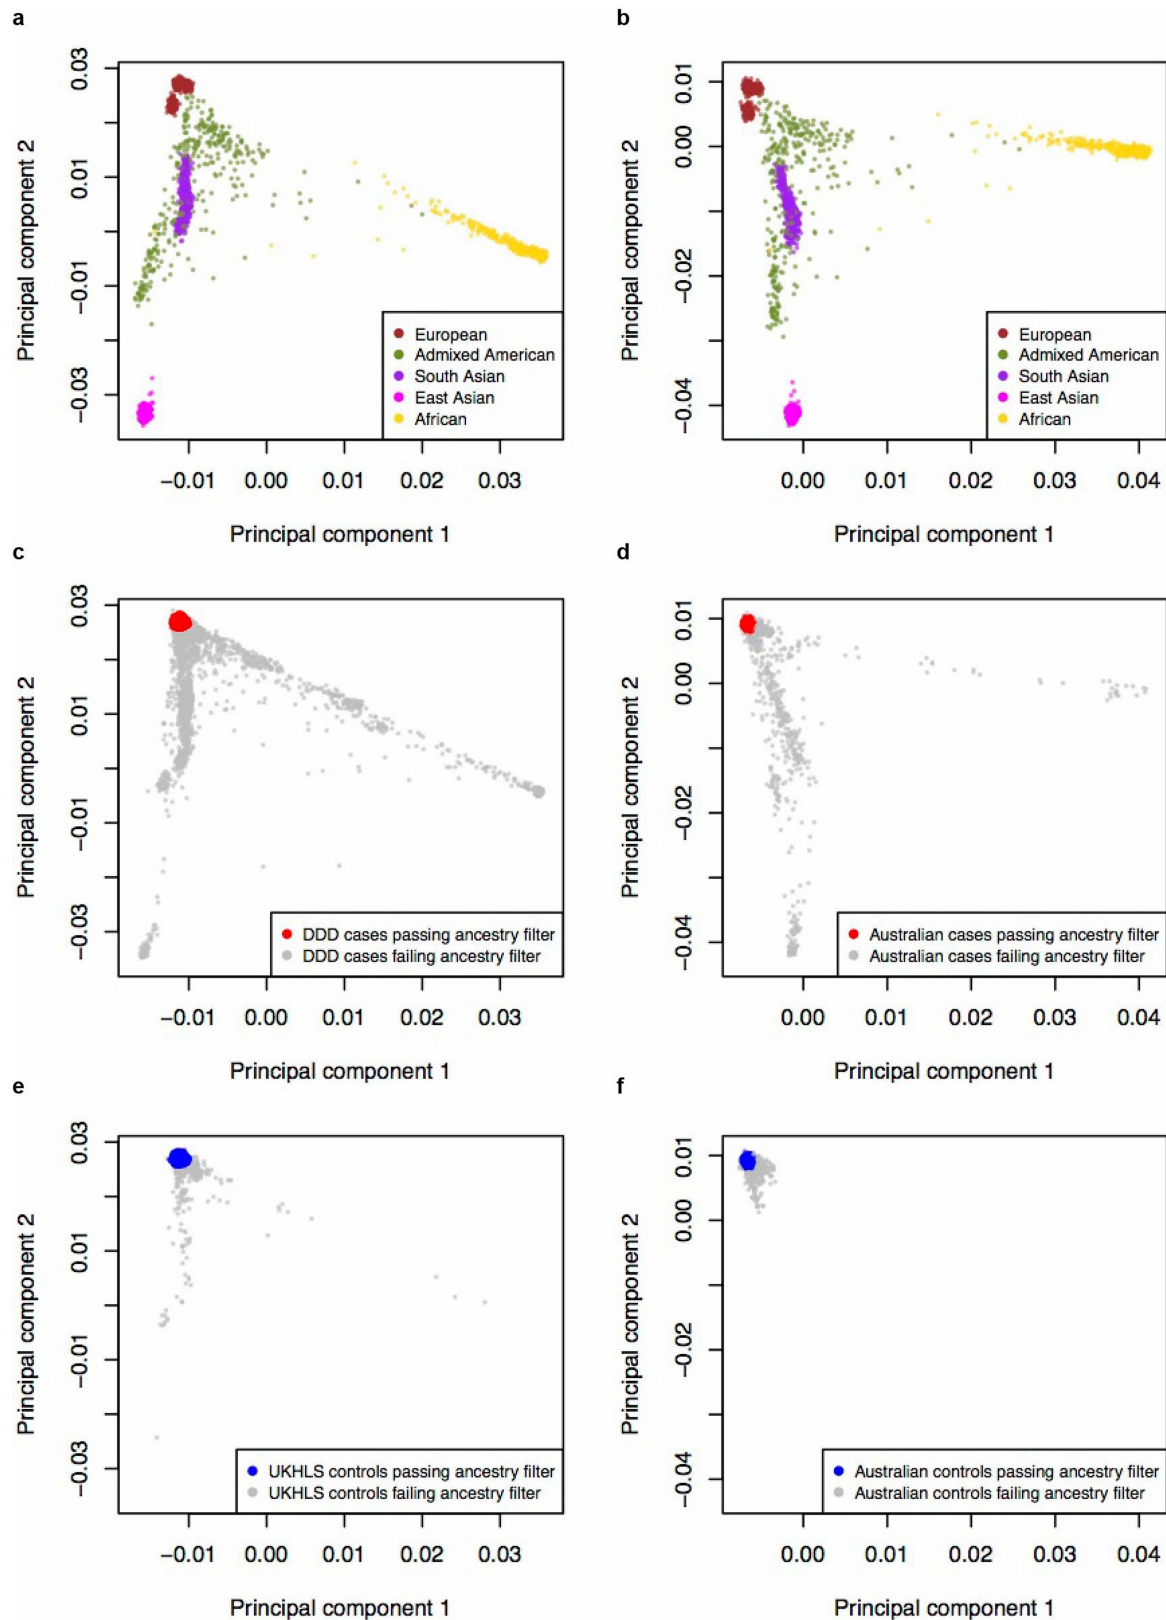 a
0.03
0.01
−0.01
−0.03
Principal component 2
European
Admixed American
South Asian
East Asian
African
−0.01 0.00 0.01 0.02 0.03
Principal component 1
b
0.01
0.00
−0.02
−0.04
Principal component 2
European
Admixed American
South Asian
East Asian
African
0.00 0.01 0.02 0.03 0.04
Principal component 1
c
0.03
0.01
−0.01
−0.03
Principal component 2
DDD cases passing ancestry filter
DDD cases failing ancestry filter
−0.01 0.00 0.01 0.02 0.03
Principal component 1
d
0.01
0.00
−0.02
−0.04
Principal component 2
Australian cases passing ancestry filter
Australian cases failing ancestry filter
0.00 0.01 0.02 0.03 0.04
Principal component 1
e
0.03
0.01
−0.01
−0.03
Principal component 2
UKHLS controls passing ancestry filter
UKHLS controls failing ancestry filter
−0.01 0.00 0.01 0.02 0.03
Principal component 1
f
0.01
0.00
−0.02
−0.04
Principal component 2
Australian controls passing ancestry filter
Australian controls failing ancestry filter
0.00 0.01 0.02 0.03 0.04
Principal component 1